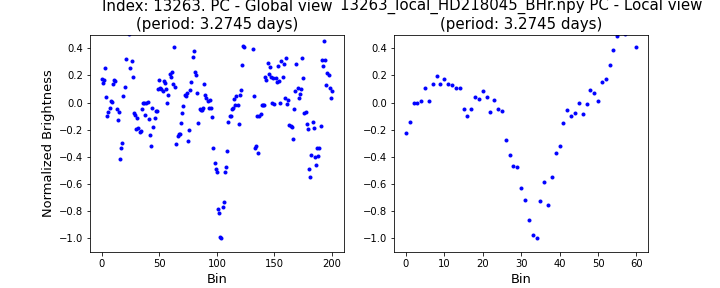 Index: 13263. PC - Global view
(period: 3.2745 days)
13263_local_HD218045_BHr.npy PC - Local view
(period: 3.2745 days)
Normalized Brightness
0.4
0.2
0.0
−0.2
−0.4
−0.6
−0.8
−1.0
0 50 100 150 200
Bin
0.4
0.2
0.0
−0.2
−0.4
−0.6
−0.8
−1.0
0 10 20 30 40 50 60
Bin